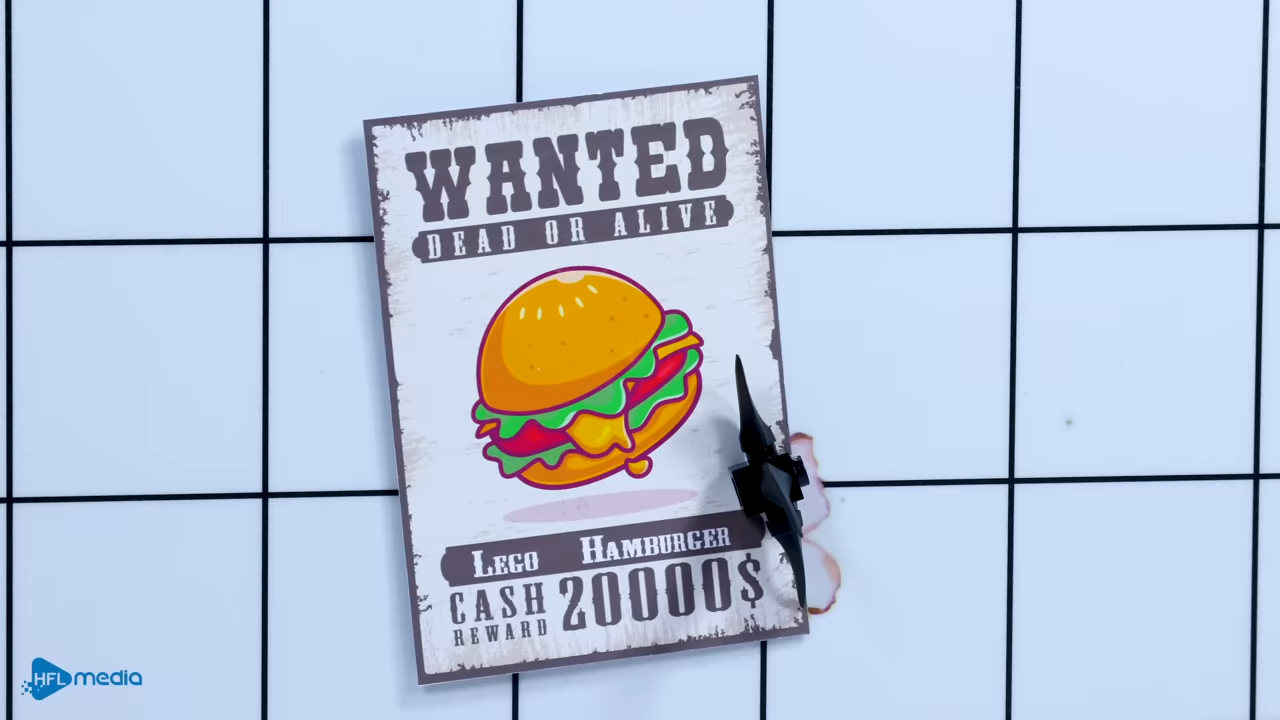 WANTED
DEAD OR ALIVE
LEGO HAMBURGER
CASH REWARD 20000$
HFL media